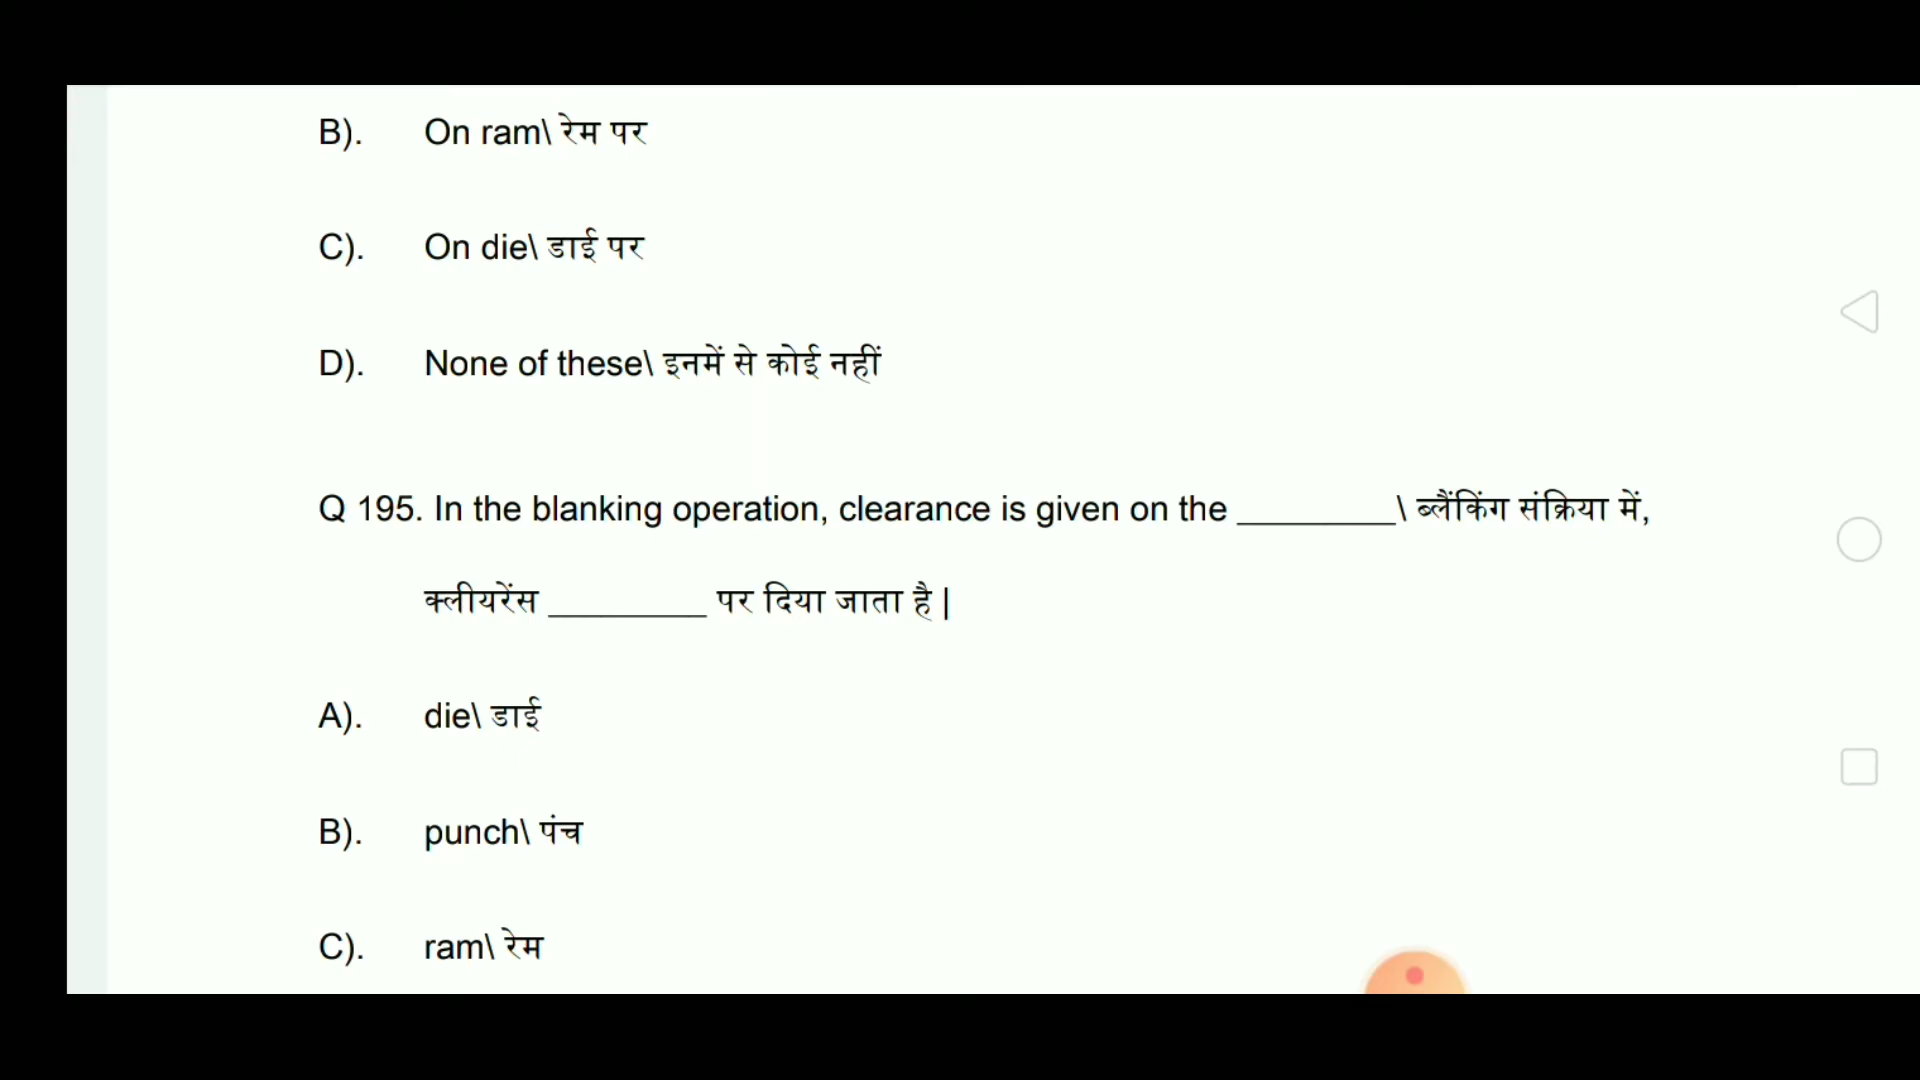 B). On ram\ रेम पर
C). On die\ डाई पर
D). None of these\ इनमें से कोई नहीं
Q 195. In the blanking operation, clearance is given on the ________\ ब्लैंकिंग संक्रिया में,
क्लीयरेंस ________ पर दिया जाता है |
A). die\ डाई
B). punch\ पंच
C). ram\ रेम